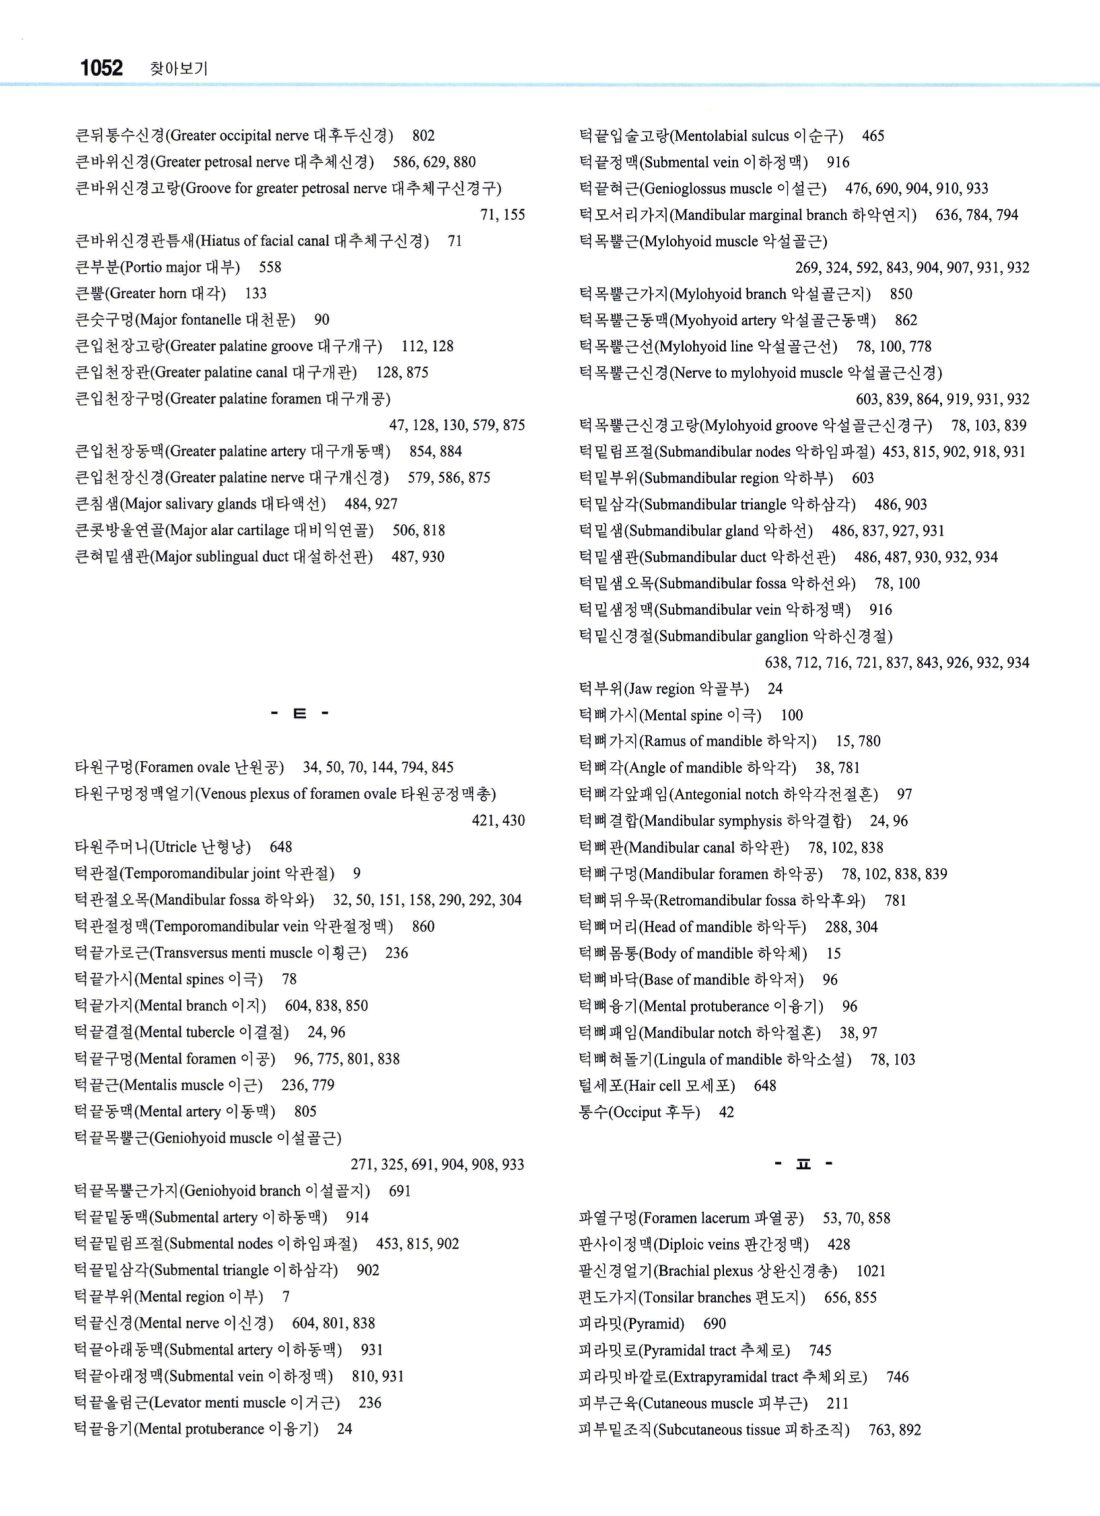 1052 찾아보기
큰뒤통수신경(Greater occipital nerve 대후두신경) 802
큰바위신경(Greater petrosal nerve 대추체신경) 586, 629, 880
큰바위신경고랑(Groove for greater petrosal nerve 대추체구신경구)
71, 155
큰바위신경관틈새(Hiatus of facial canal 대추체구신경) 71
큰부분(Portio major 대부) 558
큰뿔(Greater horn 대각) 133
큰숫구멍(Major fontanelle 대천문) 90
큰입천장고랑(Greater palatine groove 대구개구) 112, 128
큰입천장관(Greater palatine canal 대구개관) 128, 875
큰입천장구멍(Greater palatine foramen 대구개공)
47, 128, 130, 579, 875
큰입천장동맥(Greater palatine artery 대구개동맥) 854, 884
큰입천장신경(Greater palatine nerve 대구개신경) 579, 586, 875
큰침샘(Major salivary glands 대타액선) 484, 927
큰콧방울연골(Major alar cartilage 대비익연골) 506, 818
큰혀밑샘관(Major sublingual duct 대설하선관) 487, 930
- ㅌ -
타원구멍(Foramen ovale 난원공) 34, 50, 70, 144, 794, 845
타원구멍정맥얼기(Venous plexus of foramen ovale 타원공정맥총)
421, 430
타원주머니(Utricle 난형낭) 648
턱관절(Temporomandibular joint 악관절) 9
턱관절오목(Mandibular fossa 하악와) 32, 50, 151, 158, 290, 292, 304
턱관절정맥(Temporomandibular vein 악관절정맥) 860
턱끝가로근(Transversus menti muscle 이횡근) 236
턱끝가시(Mental spines 이극) 78
턱끝가지(Mental branch 이지) 604, 838, 850
턱끝결절(Mental tubercle 이결절) 24, 96
턱끝구멍(Mental foramen 이공) 96, 775, 801, 838
턱끝근(Mentalis muscle 이근) 236, 779
턱끝동맥(Mental artery 이동맥) 805
턱끝목뿔근(Geniohyoid muscle 이설골근)
271, 325, 691, 904, 908, 933
턱끝목뿔근가지(Geniohyoid branch 이설골지) 691
턱끝밑동맥(Submental artery 이하동맥) 914
턱끝밑림프절(Submental nodes 이하임파절) 453, 815, 902
턱끝밑삼각(Submental triangle 이하삼각) 902
턱끝부위(Mental region 이부) 7
턱끝신경(Mental nerve 이신경) 604, 801, 838
턱끝아래동맥(Submental artery 이하동맥) 931
턱끝아래정맥(Submental vein 이하정맥) 810, 931
턱끝올림근(Levator menti muscle 이거근) 236
턱끝융기(Mental protuberance 이융기) 24
턱끝입술고랑(Mentolabial sulcus 이순구) 465
턱끝정맥(Submental vein 이하정맥) 916
턱끝혀근(Genioglossus muscle 이설근) 476, 690, 904, 910, 933
턱모서리가지(Mandibular marginal branch 하악연지) 636, 784, 794
턱목뿔근(Mylohyoid muscle 악설골근)
269, 324, 592, 843, 904, 907, 931, 932
턱목뿔근가지(Mylohyoid branch 악설골근지) 850
턱목뿔근동맥(Myohyoid artery 악설골근동맥) 862
턱목뿔근선(Mylohyoid line 악설골근선) 78, 100, 778
턱목뿔근신경(Nerve to mylohyoid muscle 악설골근신경)
603, 839, 864, 919, 931, 932
턱목뿔근신경고랑(Mylohyoid groove 악설골근신경구) 78, 103, 839
턱밑림프절(Submandibular nodes 악하임파절) 453, 815, 902, 918, 931
턱밑부위(Submandibular region 악하부) 603
턱밑삼각(Submandibular triangle 악하삼각) 486, 903
턱밑샘(Submandibular gland 악하선) 486, 837, 927, 931
턱밑샘관(Submandibular duct 악하선관) 486, 487, 930, 932, 934
턱밑샘오목(Submandibular fossa 악하선와) 78, 100
턱밑샘정맥(Submandibular vein 악하정맥) 916
턱밑신경절(Submandibular ganglion 악하신경절)
638, 712, 716, 721, 837, 843, 926, 932, 934
턱부위(Jaw region 악골부) 24
턱뼈가시(Mental spine 이극) 100
턱뼈가지(Ramus of mandible 하악지) 15, 780
턱뼈각(Angle of mandible 하악각) 38, 781
턱뼈각앞패임(Antegonial notch 하악각전절흔) 97
턱뼈결합(Mandibular symphysis 하악결합) 24, 96
턱뼈관(Mandibular canal 하악관) 78, 102, 838
턱뼈구멍(Mandibular foramen 하악공) 78, 102, 838, 839
턱뼈뒤우묵(Retromandibular fossa 하악후와) 781
턱뼈머리(Head of mandible 하악두) 288, 304
턱뼈몸통(Body of mandible 하악체) 15
턱뼈바닥(Base of mandible 하악저) 96
턱뼈융기(Mental protuberance 이융기) 96
턱뼈패임(Mandibular notch 하악절흔) 38, 97
턱뼈혀돌기(Lingula of mandible 하악소설) 78, 103
털세포(Hair cell 모세포) 648
통수(Occiput 후두) 42
- ㅍ -
파열구멍(Foramen lacerum 파열공) 53, 70, 858
판사이정맥(Diploic veins 판간정맥) 428
팔신경얼기(Brachial plexus 상완신경총) 1021
편도가지(Tonsilar branches 편도지) 656, 855
피라밋(Pyramid) 690
피라밋로(Pyramidal tract 추체로) 745
피라밋바깥로(Extrapyramidal tract 추체외로) 746
피부근육(Cutaneous muscle 피부근) 211
피부밑조직(Subcutaneous tissue 피하조직) 763, 892